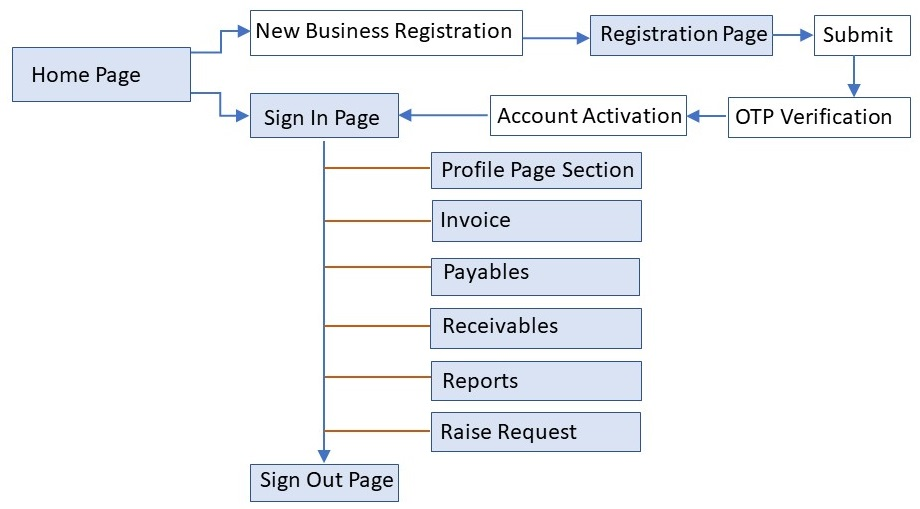 New Business Registration
Registration Page
Submit
Home Page
Sign In Page
Account Activation
OTP Verification
Profile Page Section
Invoice
Payables
Receivables
Reports
Raise Request
Sign Out Page